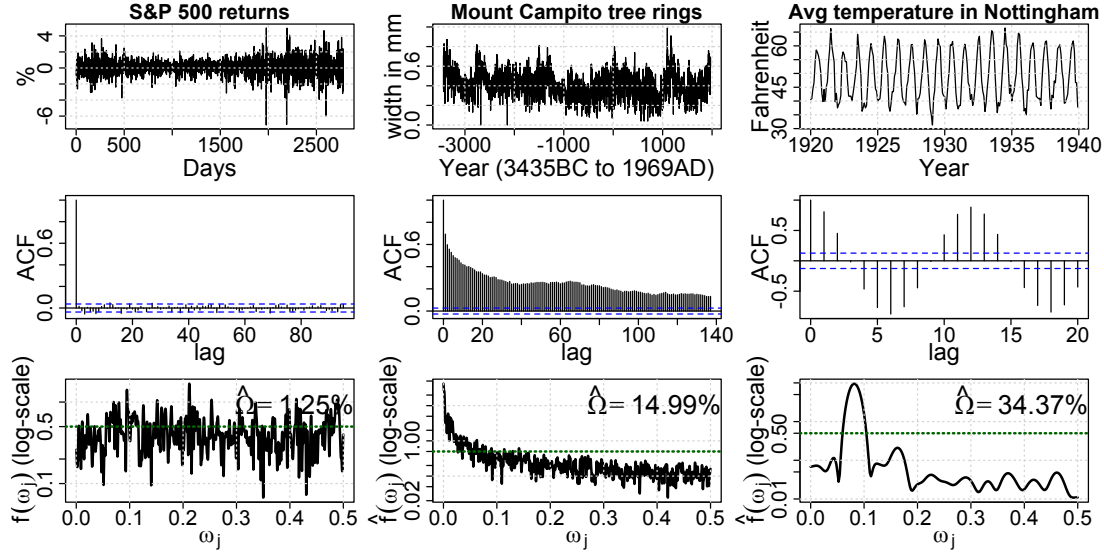 S&P 500 returns
%
4
0
-6
0 500 1500 2500
Days
Mount Campito tree rings
width in mm
0.6
0.0
-3000 -1000 1000
Year (3435BC to 1969AD)
Avg temperature in Nottingham
Fahrenheit
60
45
30
1920 1925 1930 1935 1940
Year
ACF
0.6
0.0
0 20 40 60 80
lag
ACF
0.6
0.0
0 20 60 100 140
lag
ACF
0.5
-0.5
0 5 10 15 20
lag
f̂(ωj) (log-scale)
0.5
0.1
Ω̂= 1.25%
0.0 0.1 0.2 0.3 0.4 0.5
ωj
f̂(ωj) (log-scale)
1.00
0.02
Ω̂= 14.99%
0.0 0.1 0.2 0.3 0.4 0.5
ωj
f̂(ωj) (log-scale)
0.50
0.01
Ω̂= 34.37%
0.0 0.1 0.2 0.3 0.4 0.5
ωj